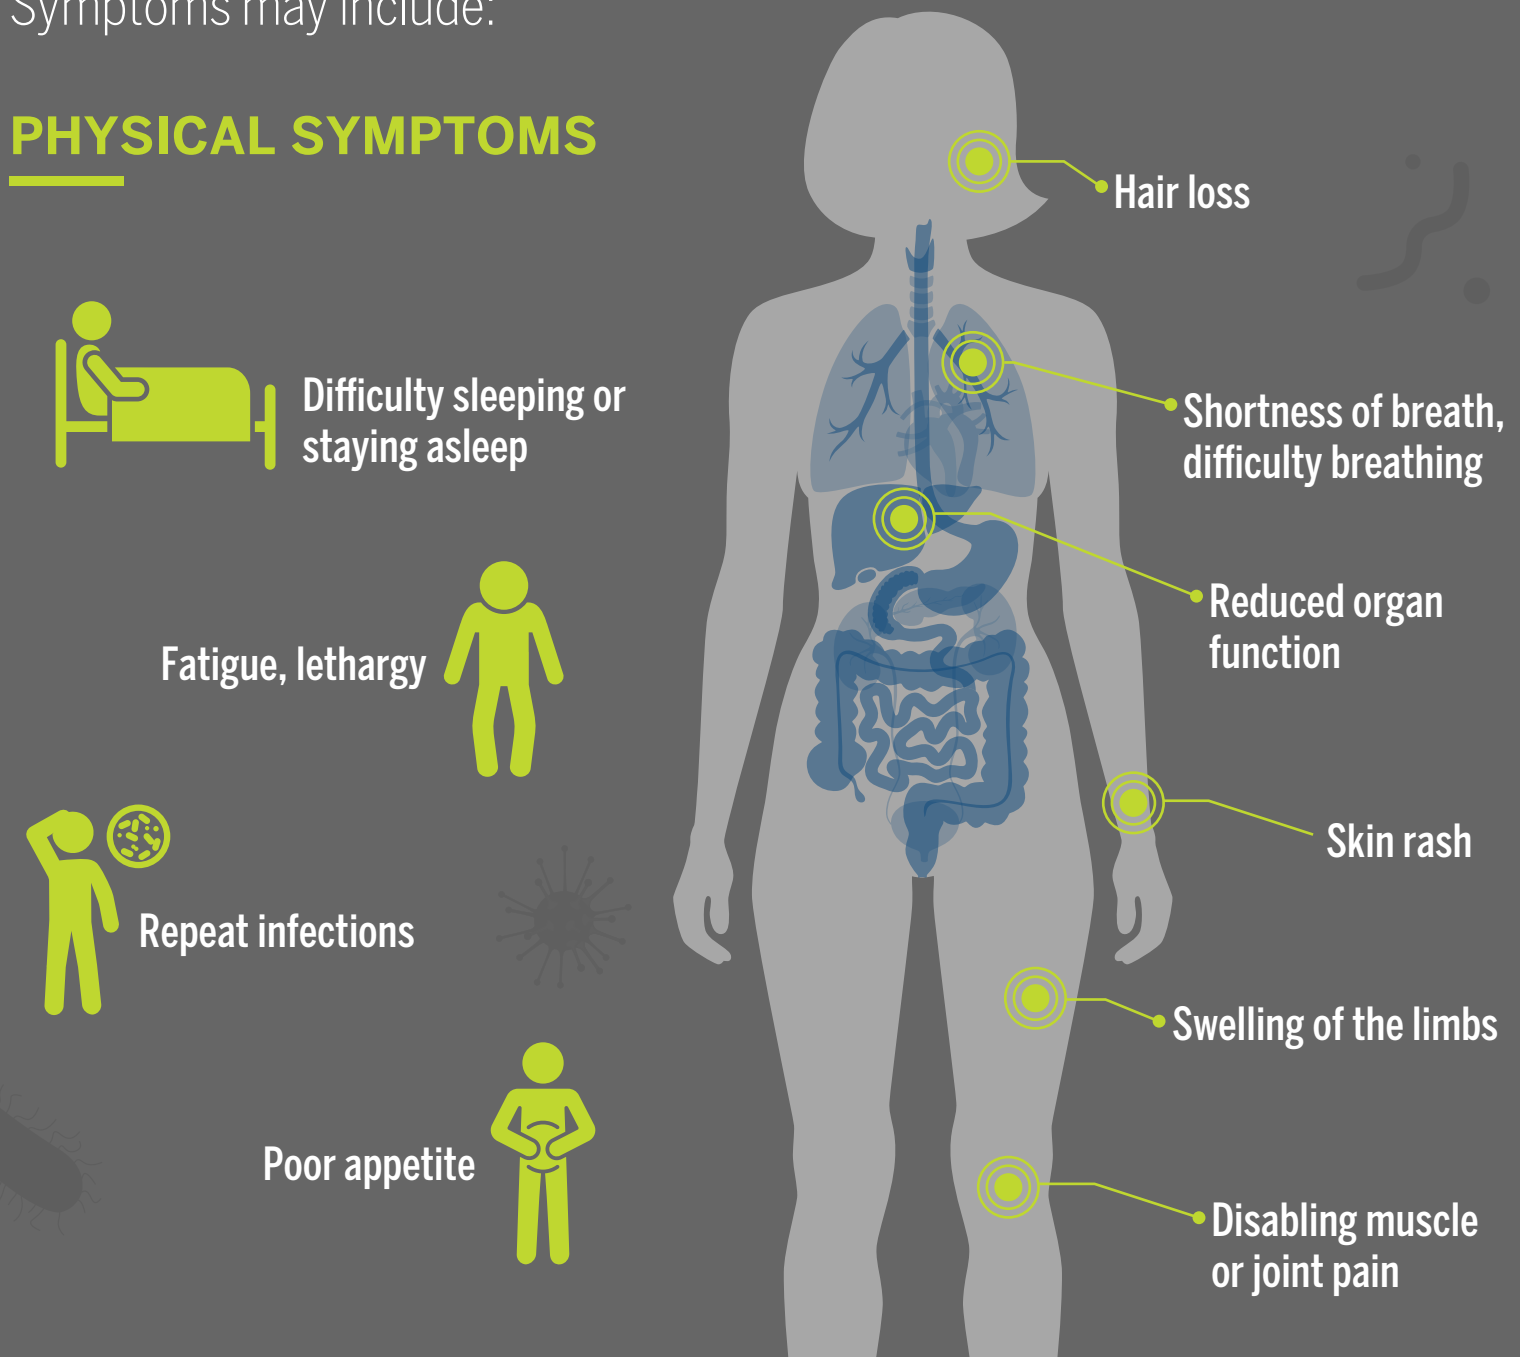 Symptoms may include:
PHYSICAL SYMPTOMS
Difficulty sleeping or
staying asleep
Fatigue, lethargy
Repeat infections
Poor appetite
Hair loss
Shortness of breath,
difficulty breathing
Reduced organ
function
Skin rash
Swelling of the limbs
Disabling muscle
or joint pain